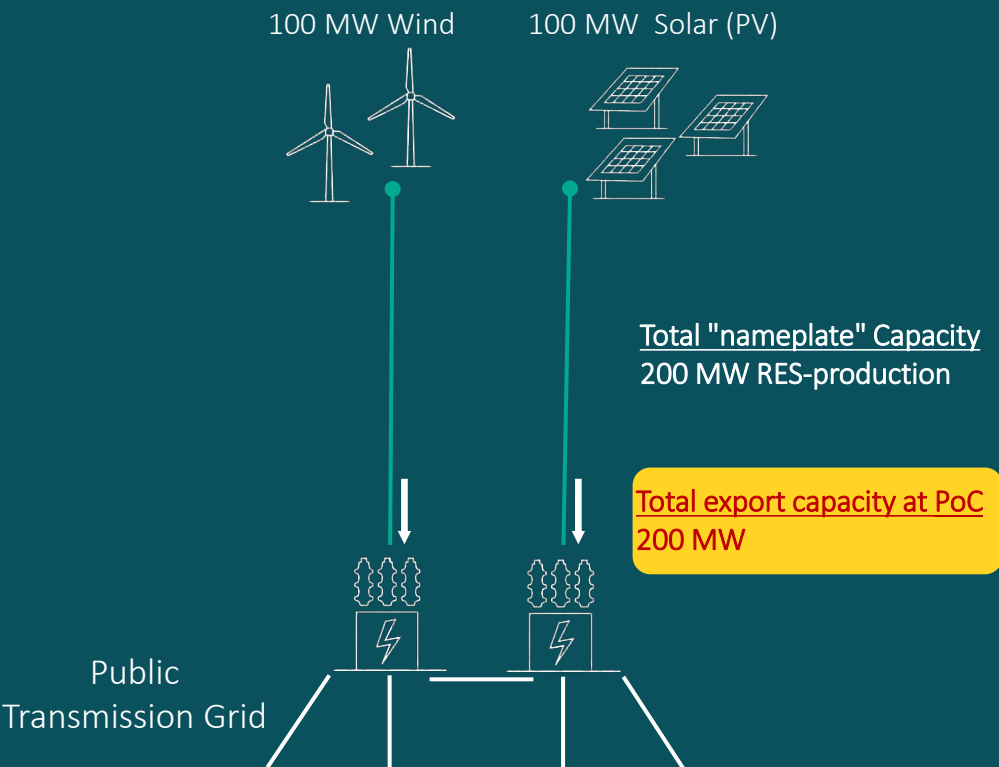 100 MW Wind
100 MW Solar (PV)
Total "nameplate" Capacity
200 MW RES-production
Total export capacity at PoC
200 MW
Public
Transmission Grid